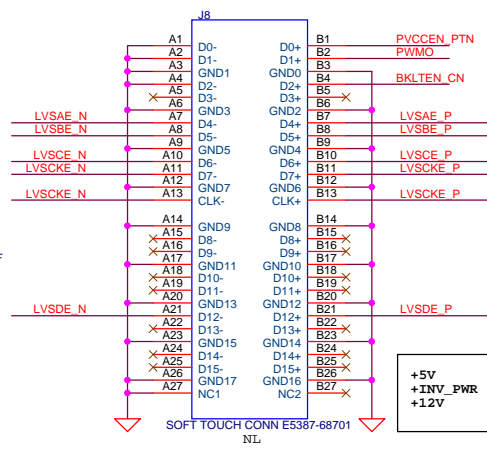 J8
A1 D0- D0+ B1 PVCCEN_PTN
A2 D1- D1+ B2 PWMO
A3 GND1 GND0 B3
A4 D2- D2+ B4 BKLTEN_CN
A5 D3- D3+ B5
A6 GND3 GND2 B6
LVSAE_N A7 D4- D4+ B7 LVSAE_P
LVSBE_N A8 D5- D5+ B8 LVSBE_P
A9 GND5 GND4 B9
LVSCE_N A10 D6- D6+ B10 LVSCE_P
LVSCKE_N A11 D7- D7+ B11 LVSCKE_P
A12 GND7 GND6 B12
LVSCKE_N A13 CLK- CLK+ B13 LVSCKE_P
A14 GND9 GND8 B14
A15 D8- D8+ B15
A16 D9- D9+ B16
A17 GND11 GND10 B17
A18 D10- D10+ B18
A19 D11- D11+ B19
A20 GND13 GND12 B20
LVSDE_N A21 D12- D12+ B21 LVSDE_P
A22 D13- D13+ B22
A23 GND15 GND14 B23
A24 D14- D14+ B24
A25 D15- D15+ B25
A26 GND17 GND16 B26
A27 NC1 NC2 B27
SOFT TOUCH CONN E5387-68701
NL
+5V
+INV_PWR
+12V